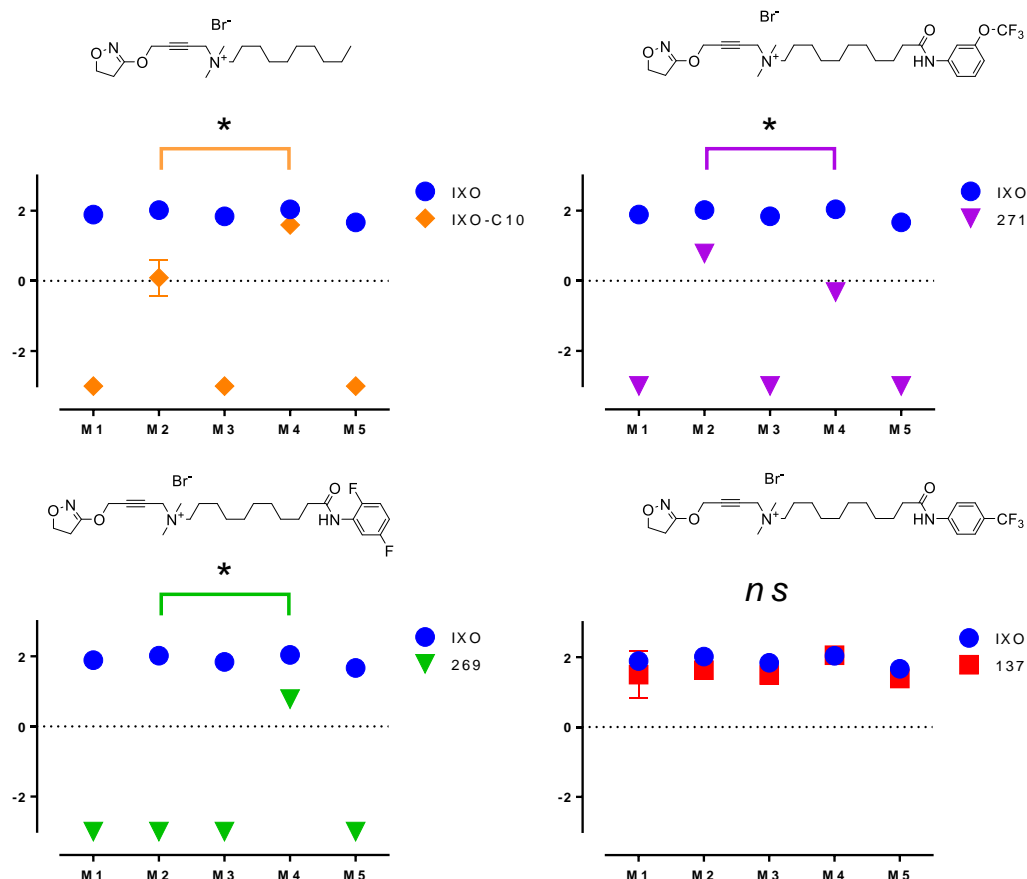 Br-
O N
O
N+
*
2
0
-2
M1 M2 M3 M4 M5
IXO
IXO-C10
Br-
O N
O
N+
O
HN
O CF3
*
2
0
-2
M1 M2 M3 M4 M5
IXO
271
Br-
O N
O
N+
O
HN
F
F
*
2
0
-2
M1 M2 M3 M4 M5
IXO
269
Br-
O N
O
N+
O
HN
CF3
ns
2
0
-2
M1 M2 M3 M4 M5
IXO
137